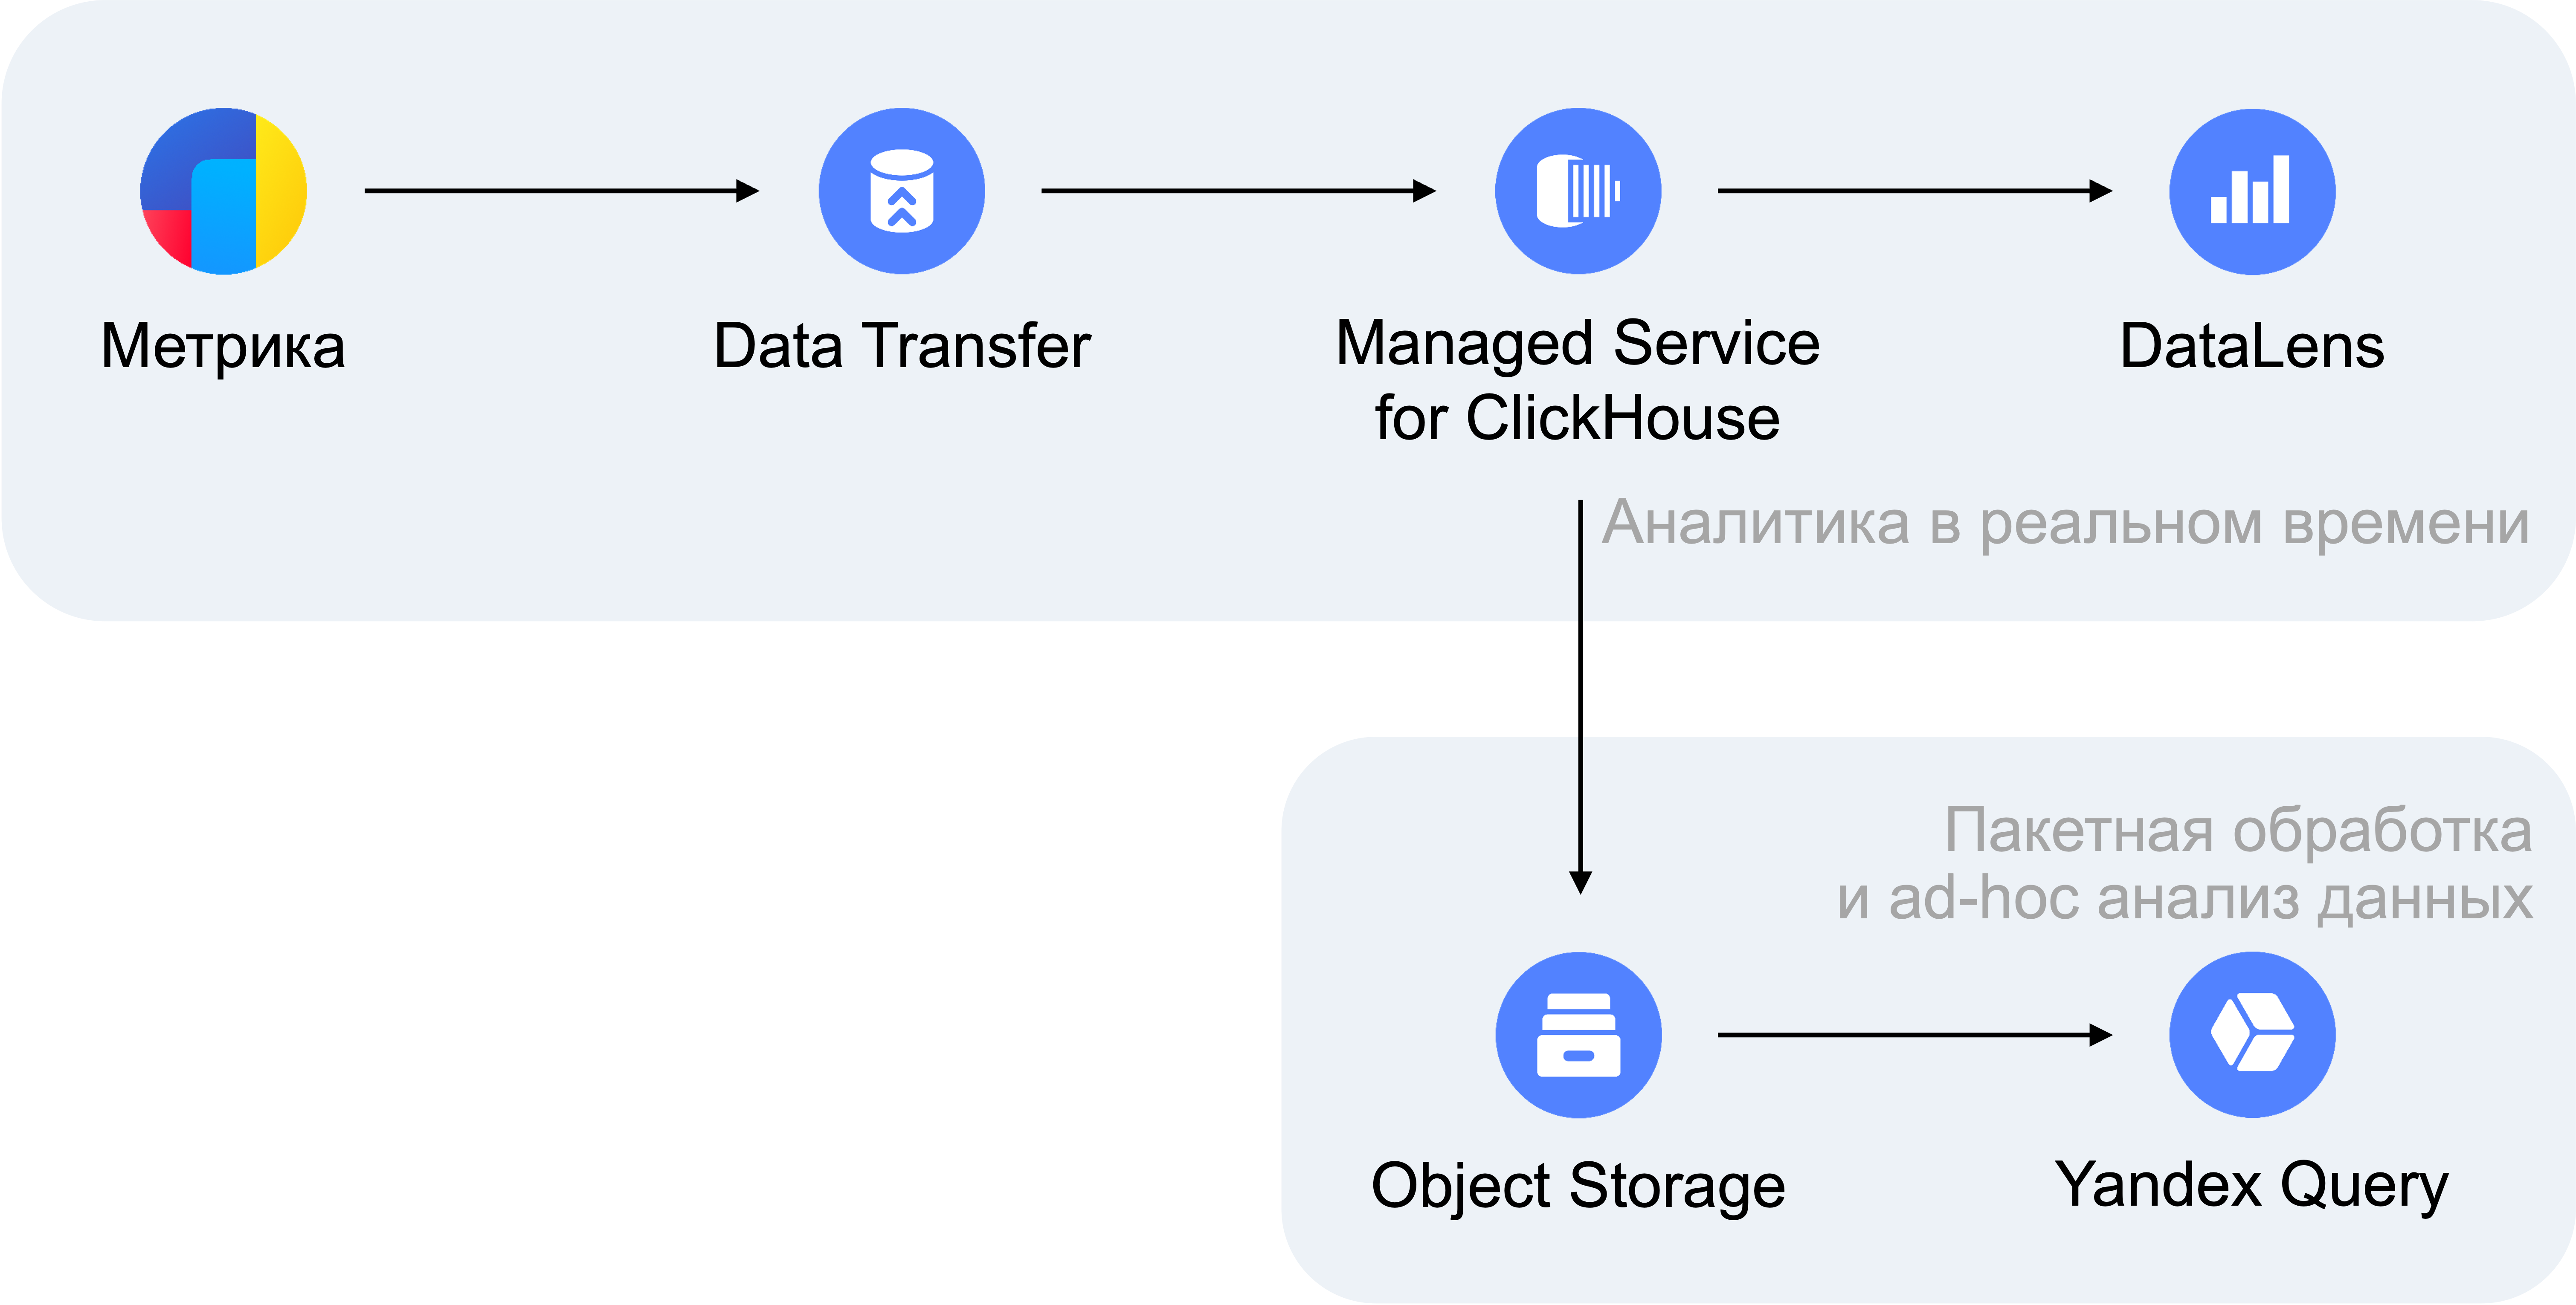 Метрика
Data Transfer
Managed Service
for ClickHouse
DataLens
Аналитика в реальном времени
Пакетная обработка
и ad-hoc анализ данных
Object Storage
Yandex Query